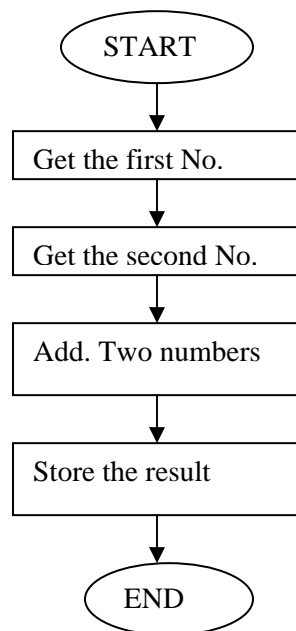 START
Get the first No.
Get the second No.
Add. Two numbers
Store the result
END